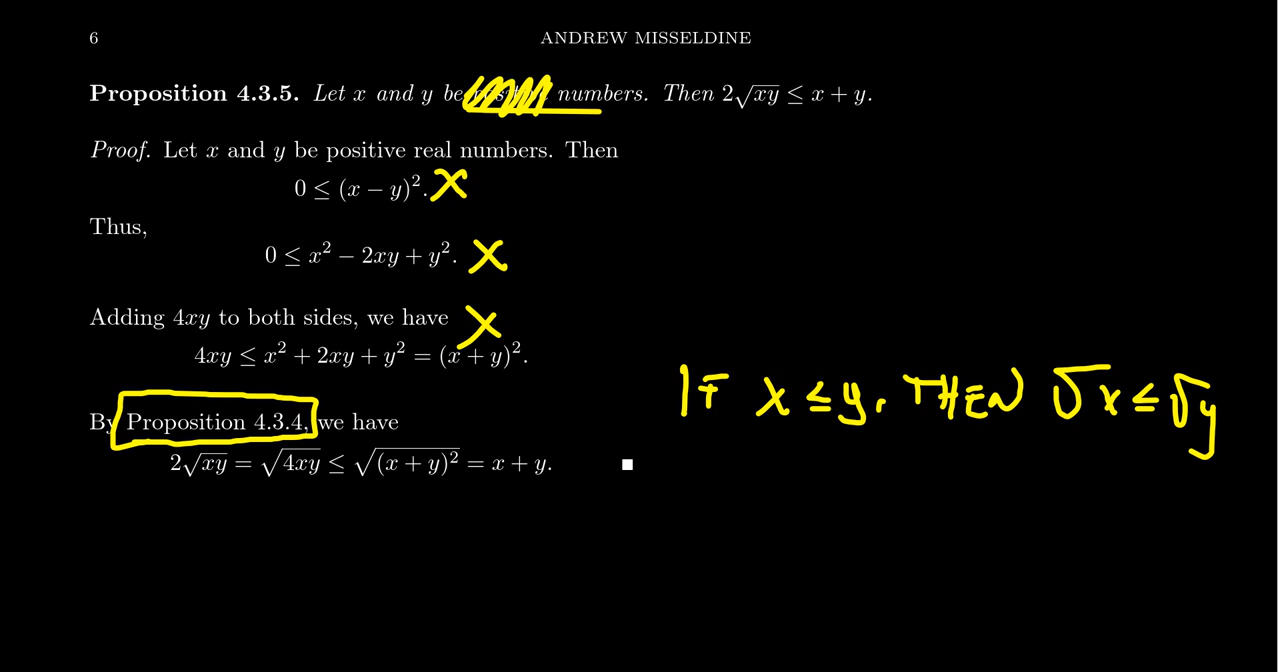 6 ANDREW MISSELDINE
Proposition 4.3.5. Let x and y be numbers. Then 2√xy ≤ x + y.
Proof. Let x and y be positive real numbers. Then
0 ≤ (x − y)². X
Thus,
0 ≤ x² − 2xy + y². X
Adding 4xy to both sides, we have X
4xy ≤ x² + 2xy + y² = (x + y)².
IF x ≤ y, THEN √x ≤ √y
By Proposition 4.3.4, we have
2√xy = √4xy ≤ √(x + y)² = x + y. ■